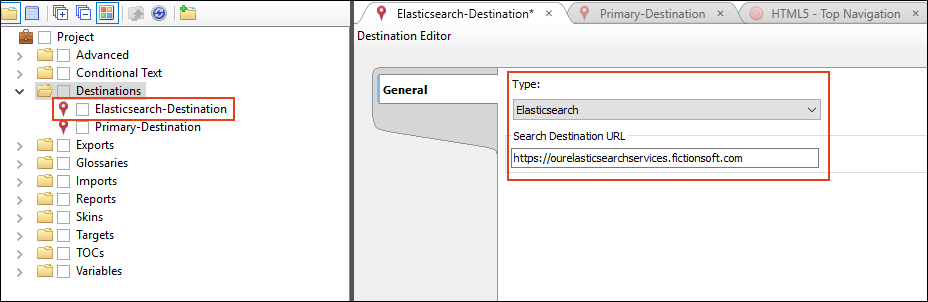 Project
Advanced
Conditional Text
Destinations
Elasticsearch-Destination
Primary-Destination
Exports
Glossaries
Imports
Reports
Skins
Targets
TOCs
Variables
Elasticsearch-Destination* × Primary-Destination × HTML5 - Top Navigation ×
Destination Editor
General
Type:
Elasticsearch
Search Destination URL
https://ourelasticsearchservices.fictionsoft.com